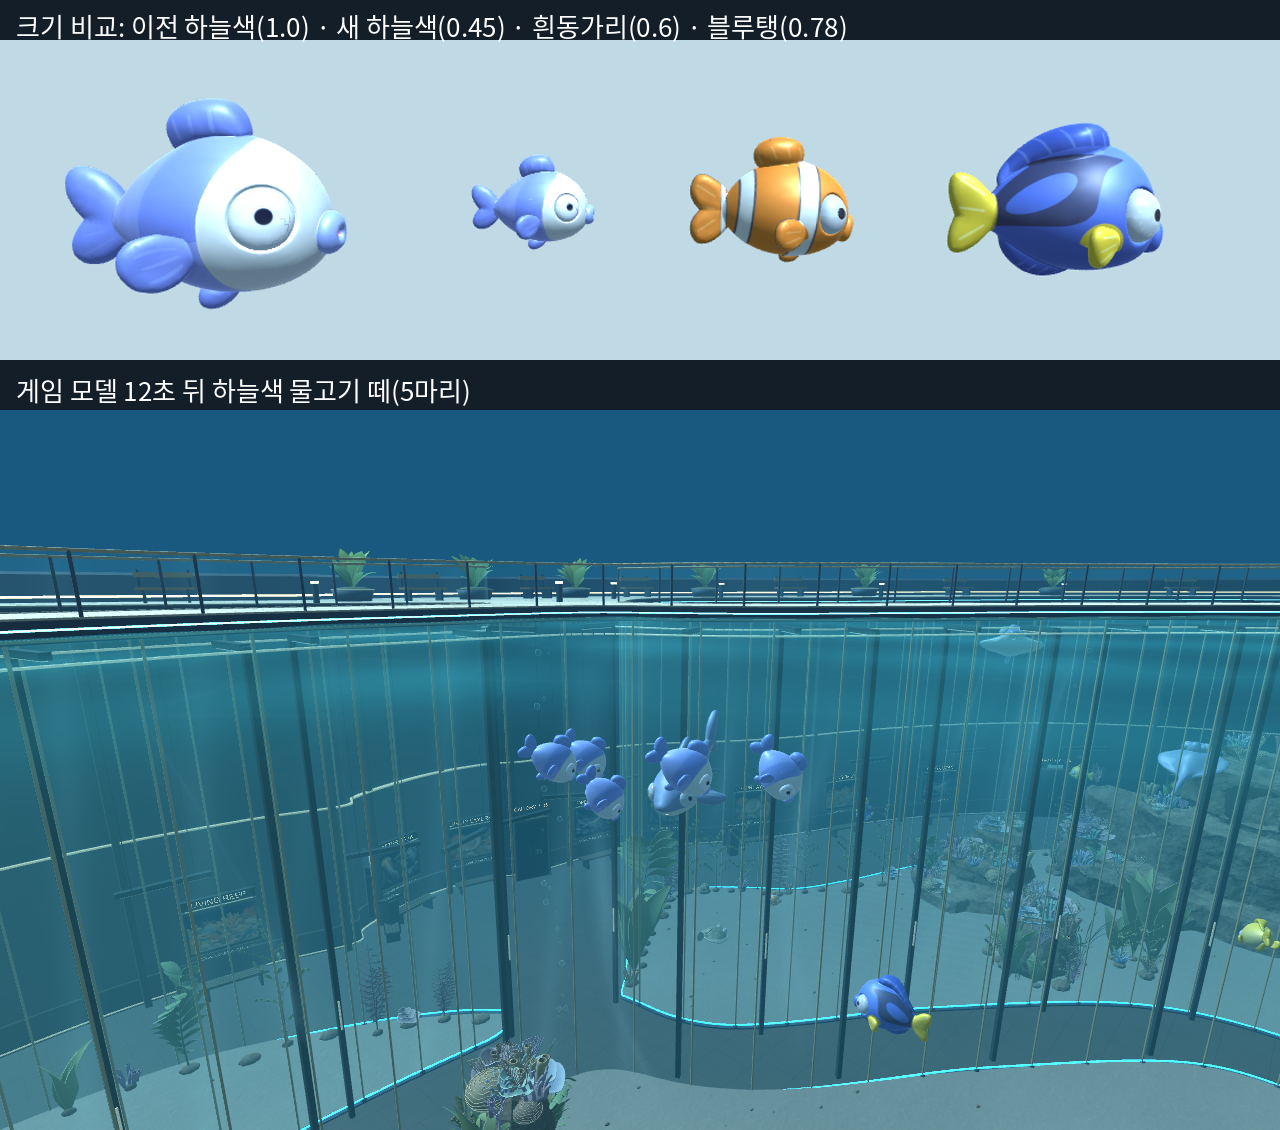 크기 비교: 이전 하늘색(1.0) · 새 하늘색(0.45) · 흰동가리(0.6) · 블루탱(0.78)
게임 모델 12초 뒤 하늘색 물고기 떼(5마리)
LIVING REEF